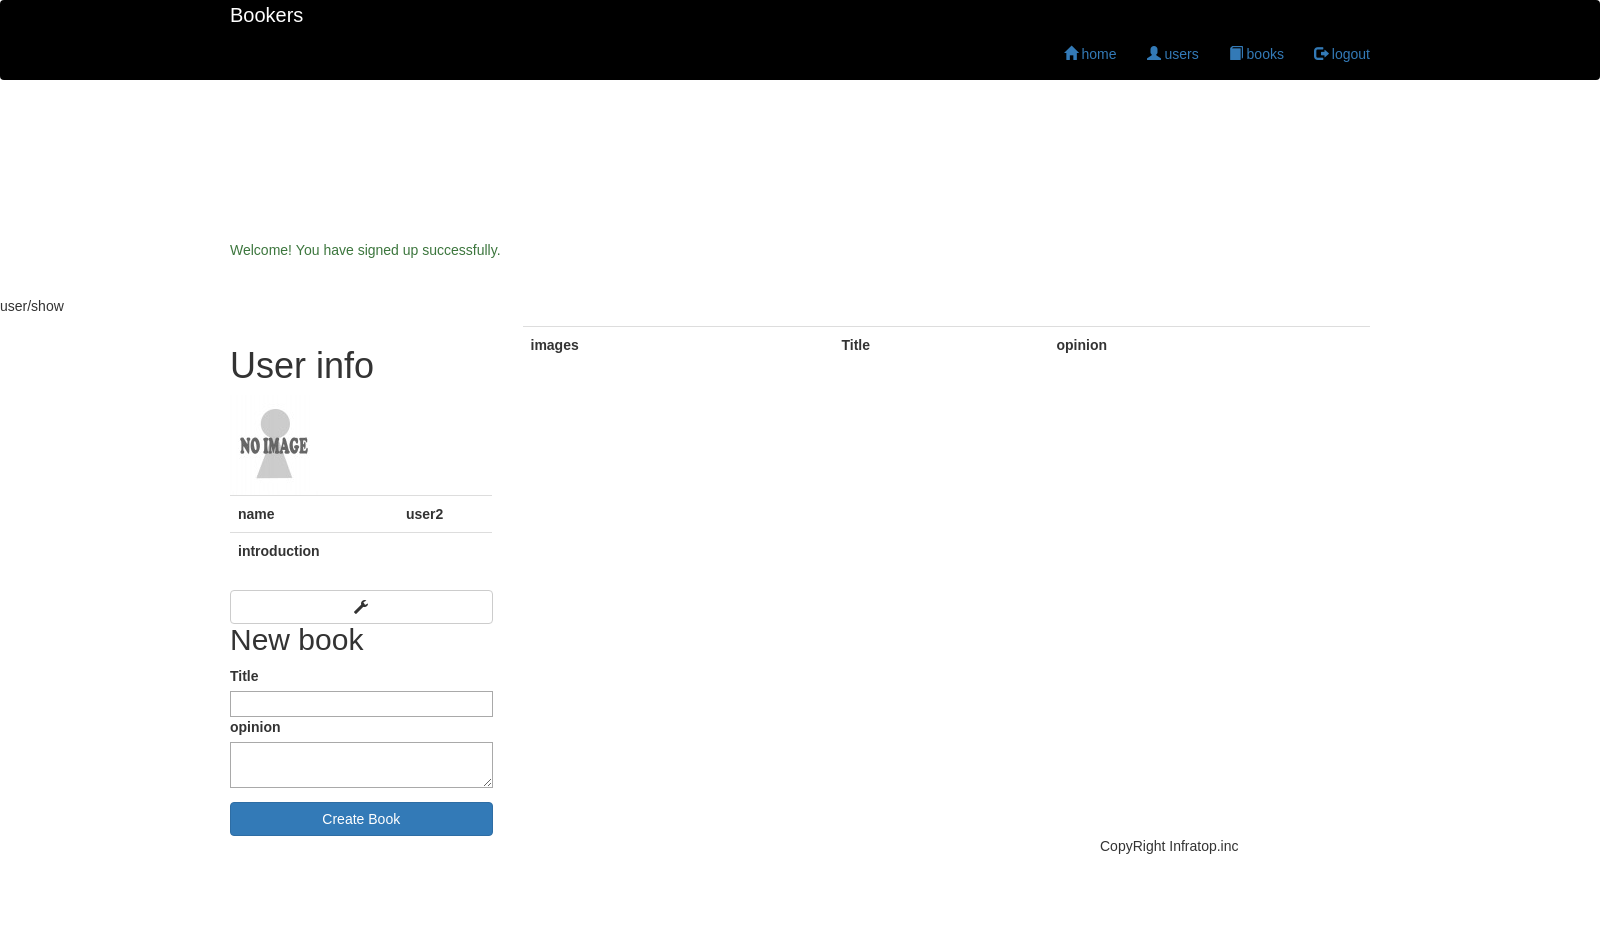 Bookers
home users books logout
Welcome! You have signed up successfully.
user/show
images Title opinion
User info
NO IMAGE
name user2
introduction
New book
Title
opinion
Create Book
CopyRight Infratop.inc